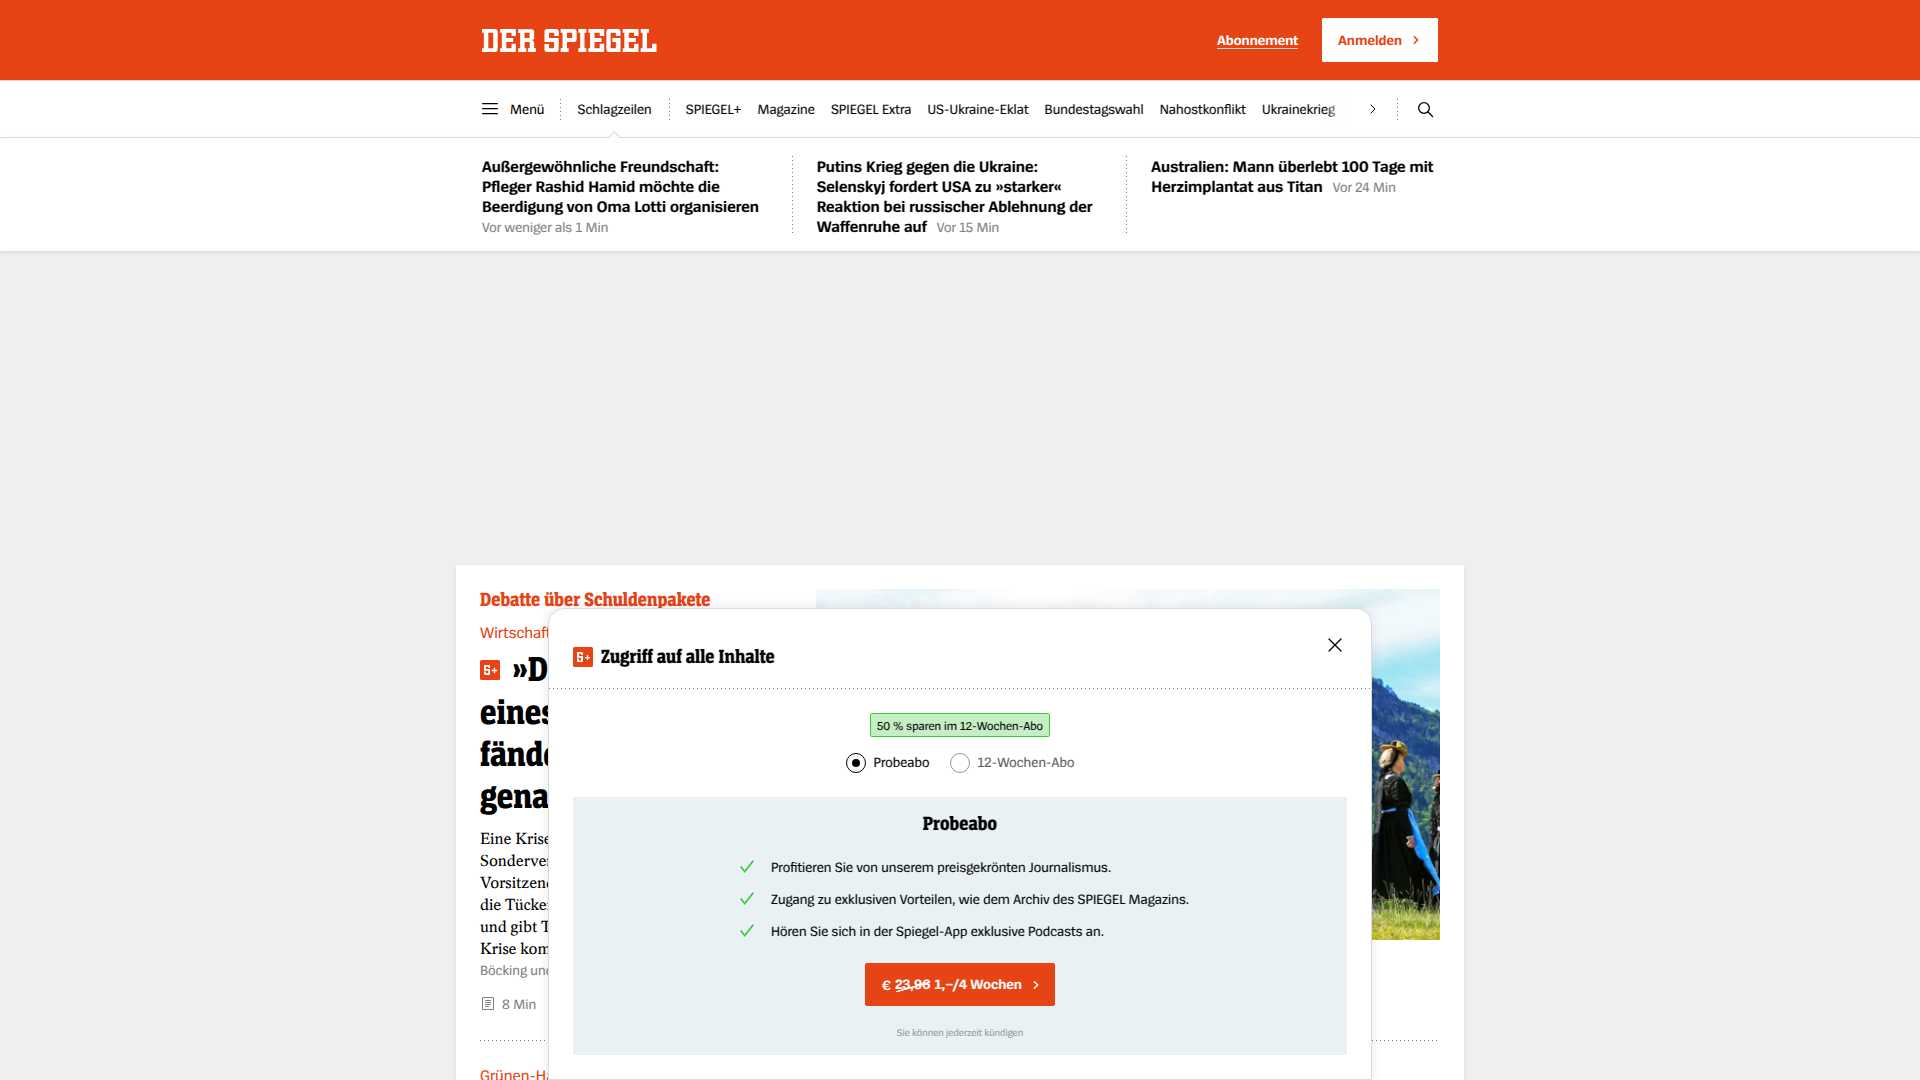 DER SPIEGEL
Abonnement
Anmelden
Menü
Schlagzeilen
SPIEGEL+
Magazine
SPIEGEL Extra
US-Ukraine-Eklat
Bundestagswahl
Nahostkonflikt
Ukrainekrieg
Außergewöhnliche Freundschaft:
Pfleger Rashid Hamid möchte die
Beerdigung von Oma Lotti organisieren
Vor weniger als 1 Min
Putins Krieg gegen die Ukraine:
Selenskyj fordert USA zu »starker«
Reaktion bei russischer Ablehnung der
Waffenruhe auf Vor 15 Min
Australien: Mann überlebt 100 Tage mit
Herzimplantat aus Titan Vor 24 Min
Debatte über Schuldenpakete
Wirtschaft
S+ »D
eines
fände
gena
Eine Krise
Sonderver
Vorsitzend
die Tücke
und gibt T
Krise kom
Böcking und
8 Min
Grünen-Ha
S+ Zugriff auf alle Inhalte
50 % sparen im 12-Wochen-Abo
Probeabo
12-Wochen-Abo
Probeabo
Profitieren Sie von unserem preisgekrönten Journalismus.
Zugang zu exklusiven Vorteilen, wie dem Archiv des SPIEGEL Magazins.
Hören Sie sich in der Spiegel-App exklusive Podcasts an.
€ 23,96 1,–/4 Wochen
Sie können jederzeit kündigen